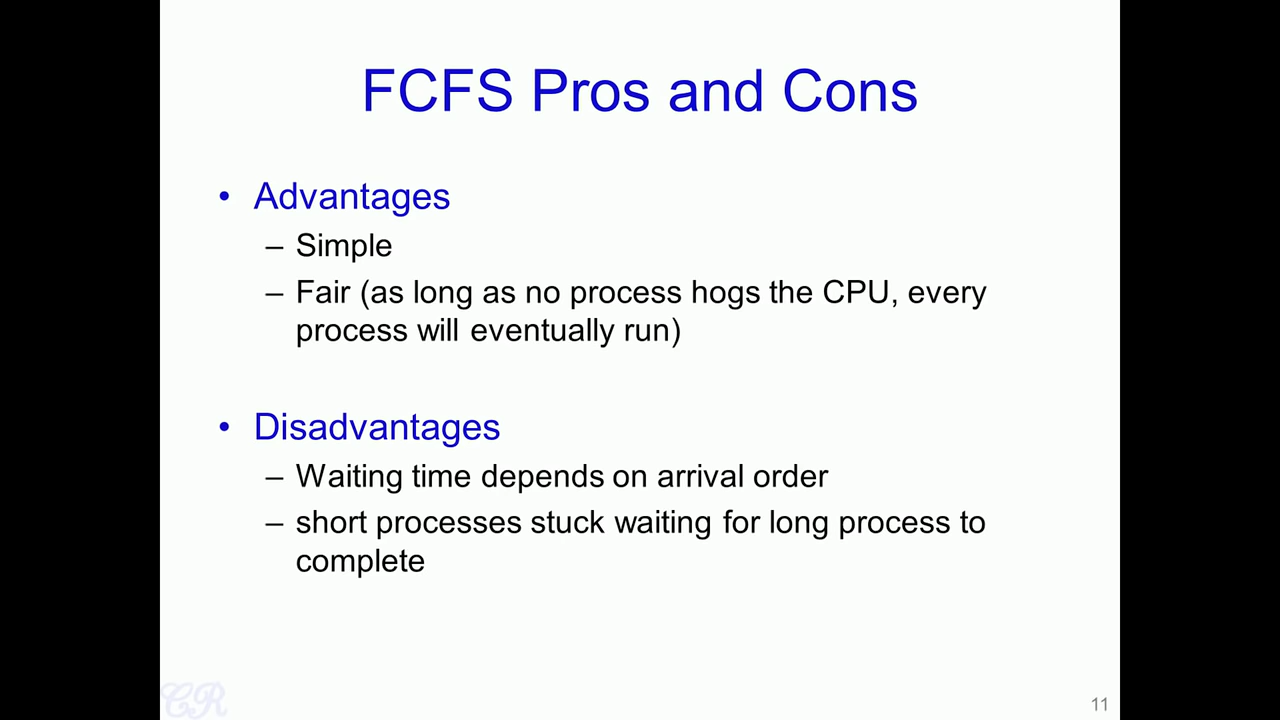 FCFS Pros and Cons
• Advantages
– Simple
– Fair (as long as no process hogs the CPU, every
process will eventually run)
• Disadvantages
– Waiting time depends on arrival order
– short processes stuck waiting for long process to
complete
CR
11